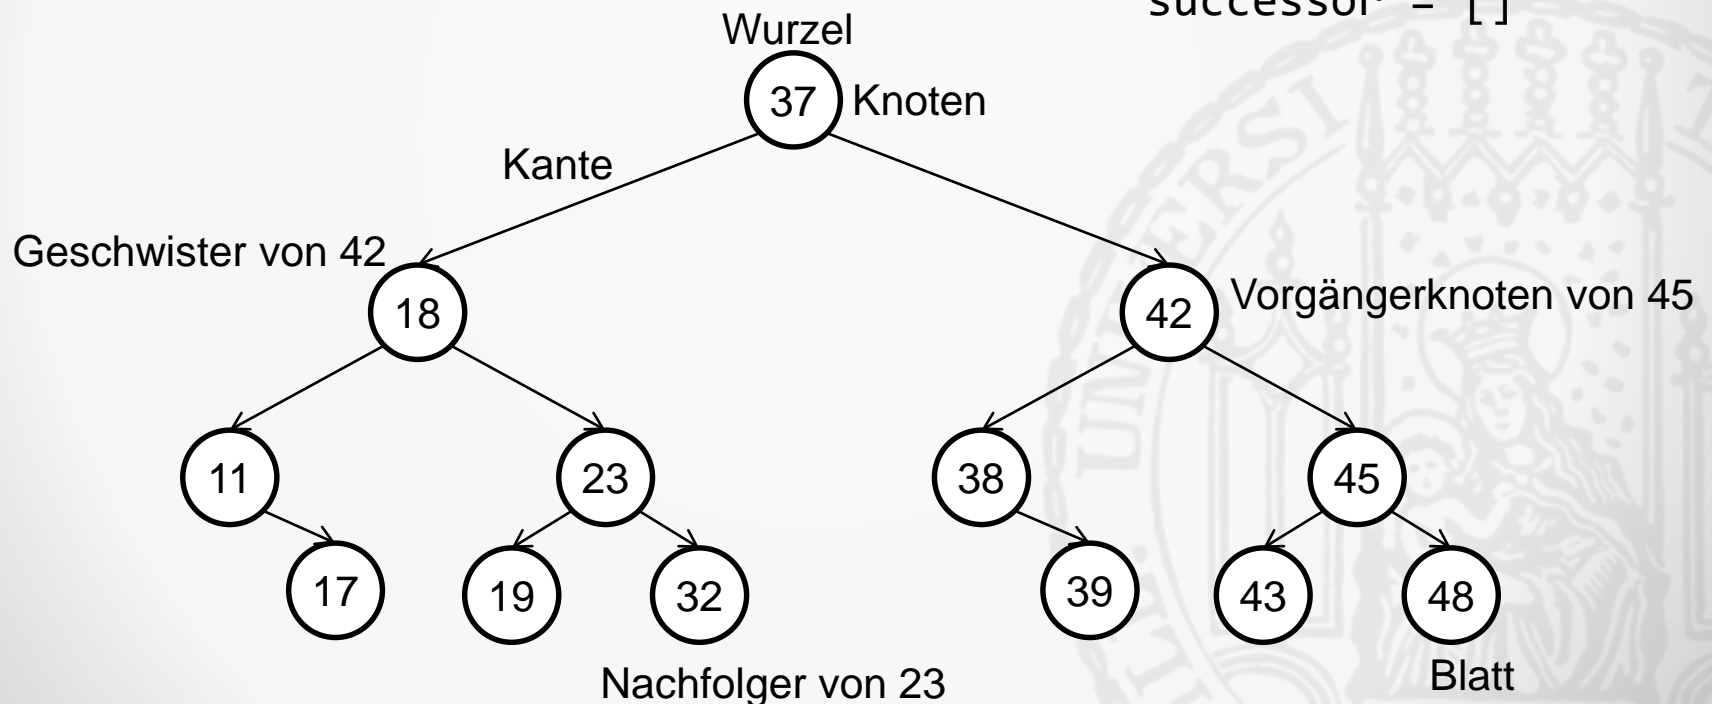 successor = []
Wurzel
37 Knoten
Kante
Geschwister von 42
18
42 Vorgängerknoten von 45
11
23
38
45
17
19
32
39
43
48
Nachfolger von 23
Blatt